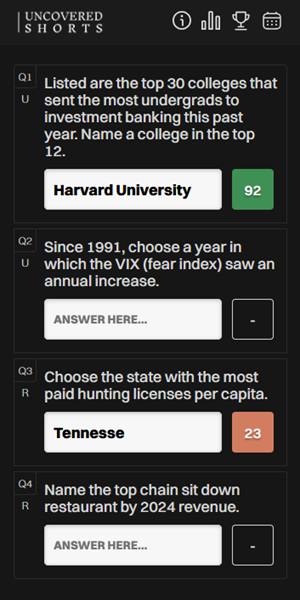 UNCOVERED
SHORTS
Q1
U
Listed are the top 30 colleges that
sent the most undergrads to
investment banking this past
year. Name a college in the top
12.
Harvard University
92
Q2
U
Since 1991, choose a year in
which the VIX (fear index) saw an
annual increase.
ANSWER HERE...
-
Q3
R
Choose the state with the most
paid hunting licenses per capita.
Tennesse
23
Q4
R
Name the top chain sit down
restaurant by 2024 revenue.
ANSWER HERE...
-